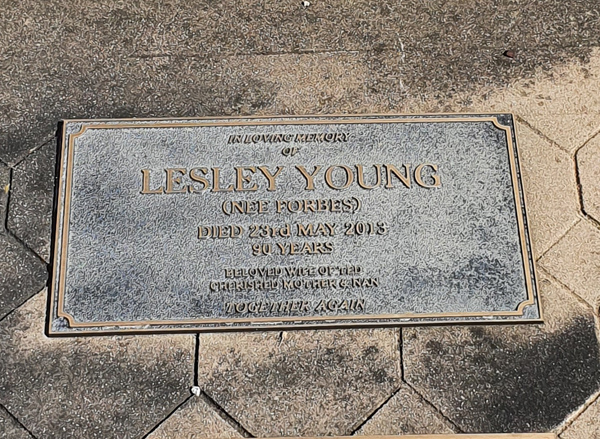 IN LOVING MEMORY
OF
LESLEY YOUNG
(NEE FORBES)
DIED 23rd MAY 2013
90 YEARS
BELOVED WIFE OF TED
CHERISHED MOTHER & NAN
TOGETHER AGAIN